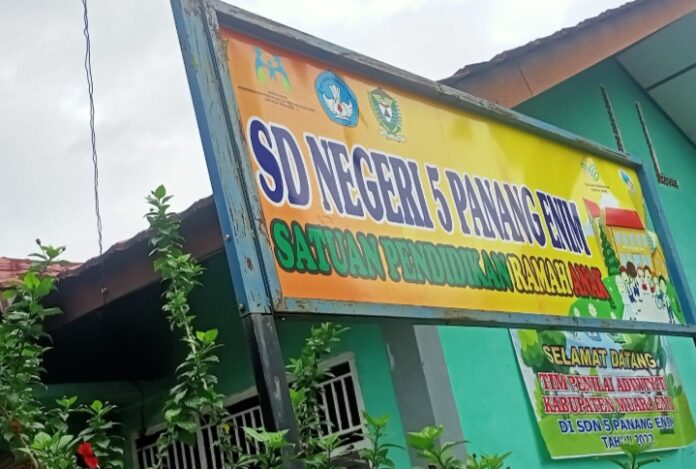 SD NEGERI 5 PANANG ENIM
SATUAN PENDIDIKAN RAMAH ANAK
SELAMAT DATANG
TIM PENILAI ADIWIYATA
KABUPATEN MUARA ENIM
DI SDN 5 PANANG ENIM
TAHUN 2022